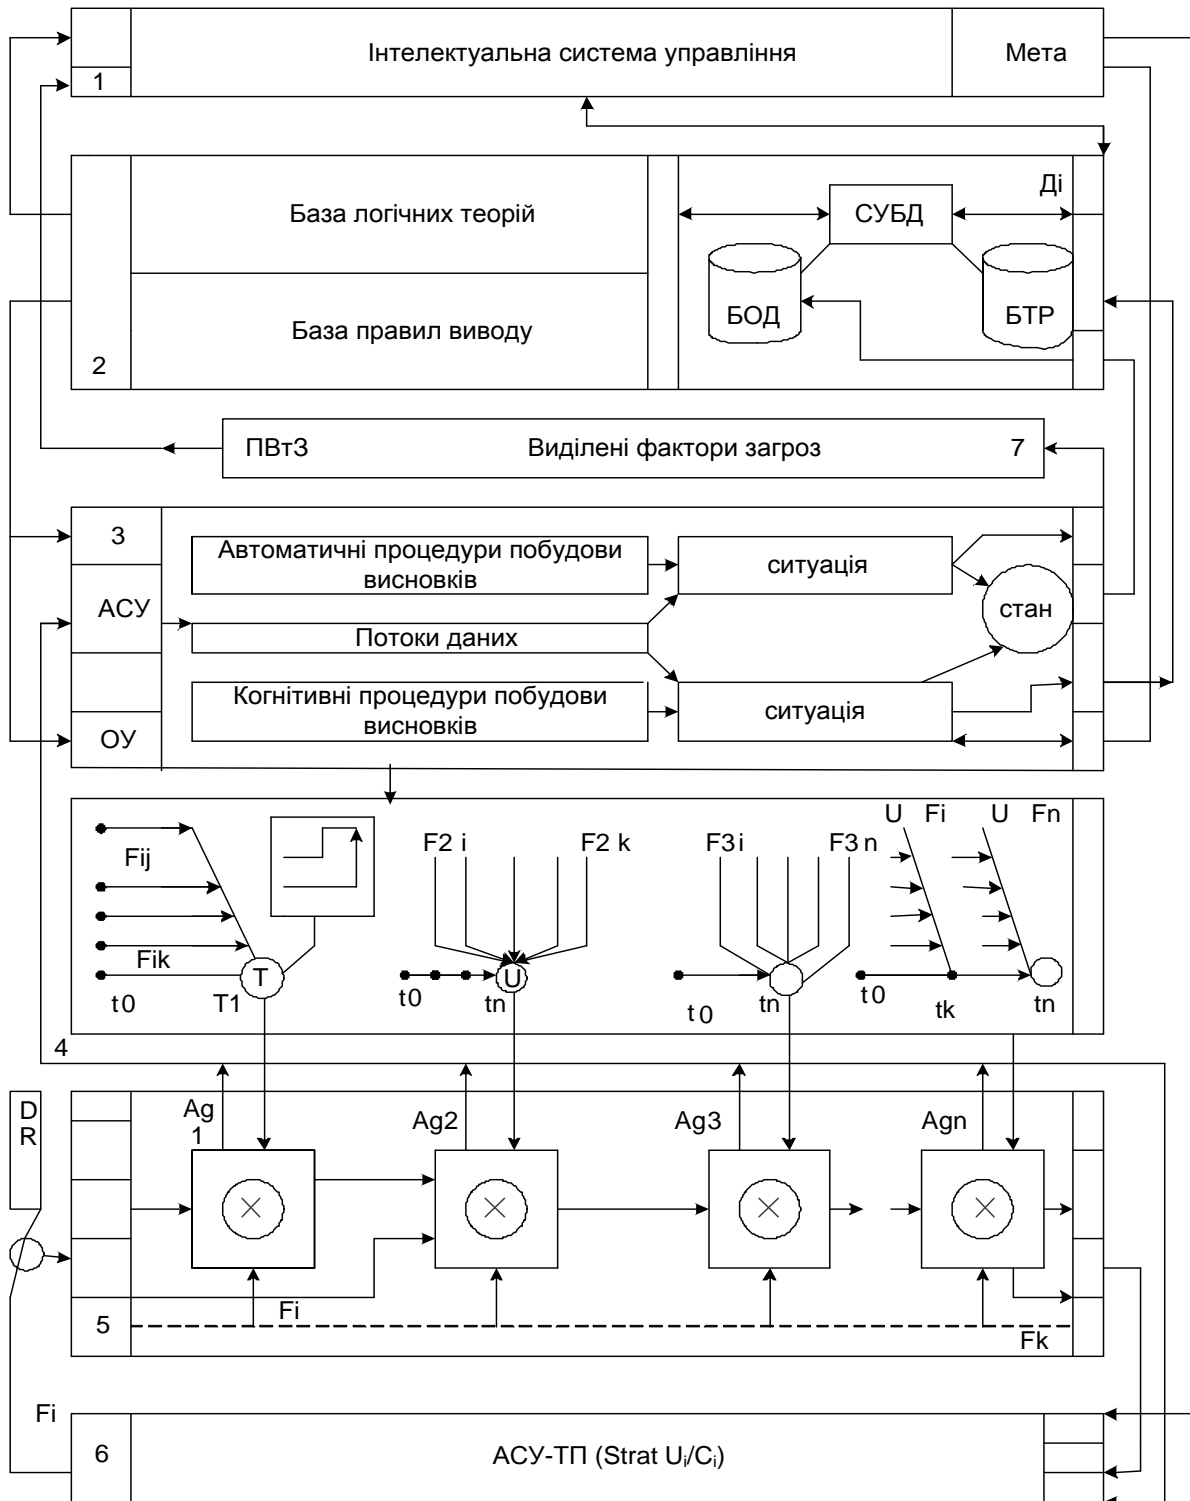 Інтелектуальна система управління
Мета
1
База логічних теорій
Ді
СУБД
БОД
БТР
База правил виводу
2
ПВтЗ
Виділені фактори загроз
7
3
Автоматичні процедури побудови
висновків
ситуація
АСУ
стан
Потоки даних
Когнітивні процедури побудови
висновків
ситуація
ОУ
U Fi U Fn
Fij
F2 i F2 k
F3 i F3 n
Fik
T
U
t0
T1
t0
tn
t0
tn
t0
tk
tn
4
D
R
Ag
1
Ag2
Ag3
Agn
Fi
5
Fk
Fi
6
АСУ-ТП (Strat Uᵢ/Cᵢ)